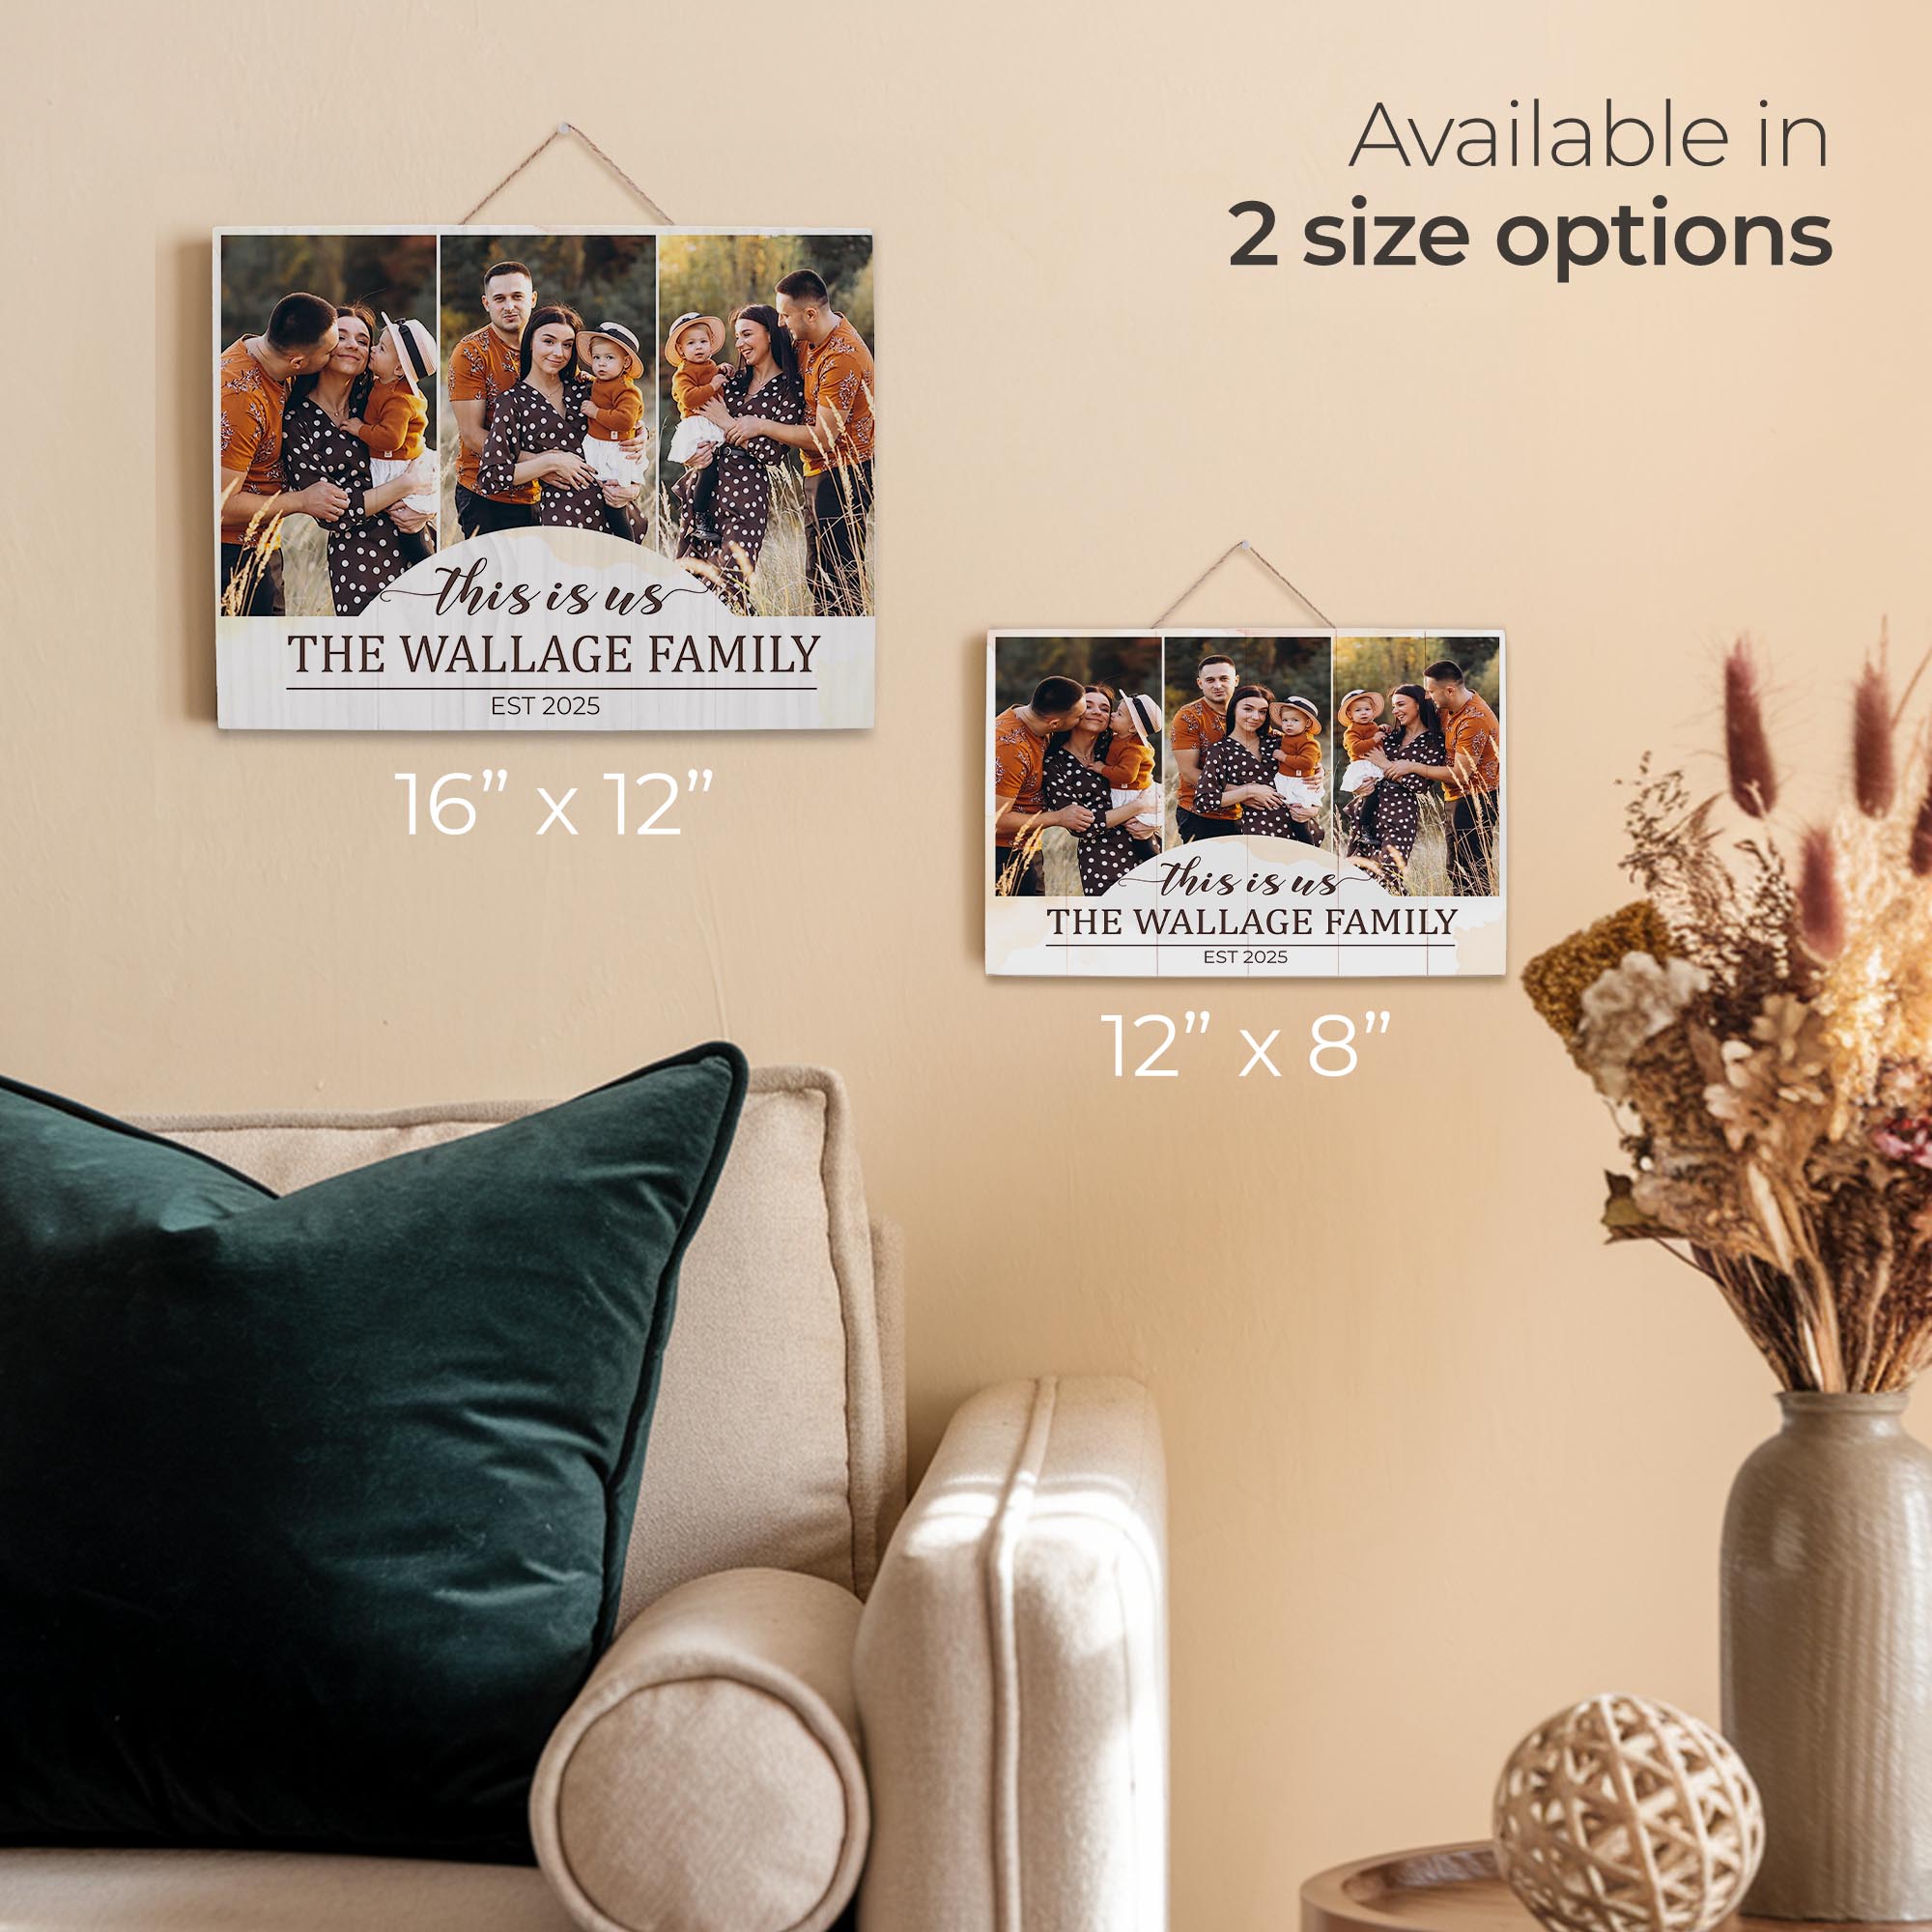 Available in
2 size options
this is us
THE WALLAGE FAMILY
EST 2025
16” x 12”
this is us
THE WALLAGE FAMILY
EST 2025
12” x 8”